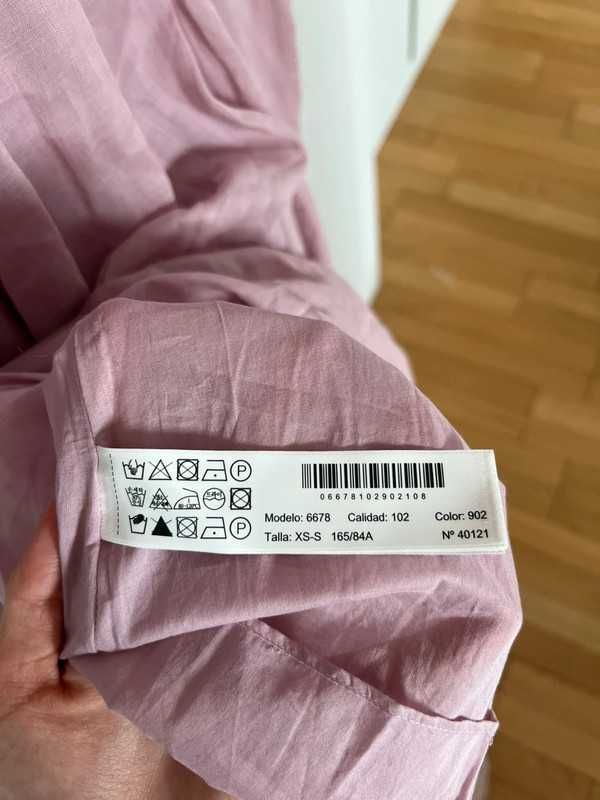 P
06678102902108
Modelo: 6678 Calidad: 102 Color: 902
Talla: XS-S 165/84A Nº 40121
P